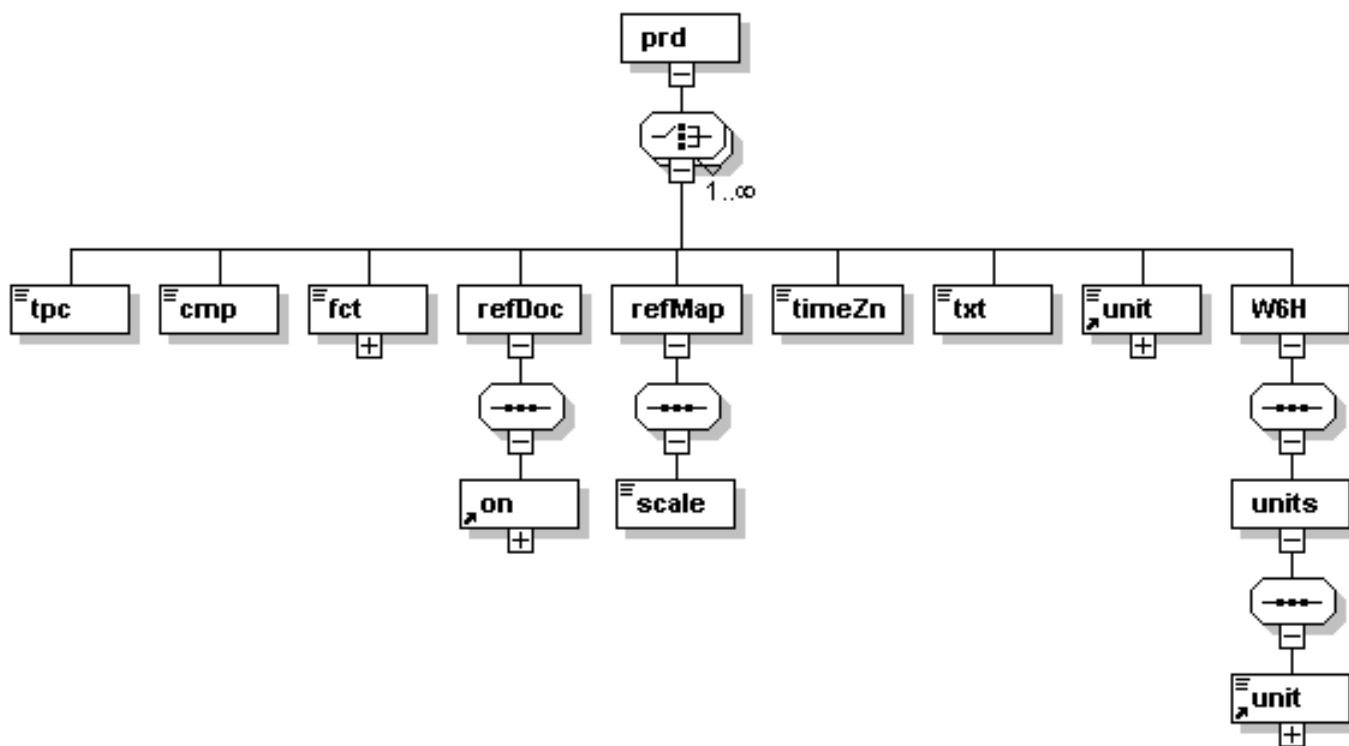 prd
1..∞
tpc cmp fct refDoc refMap timeZn txt unit W6H
on scale units
unit